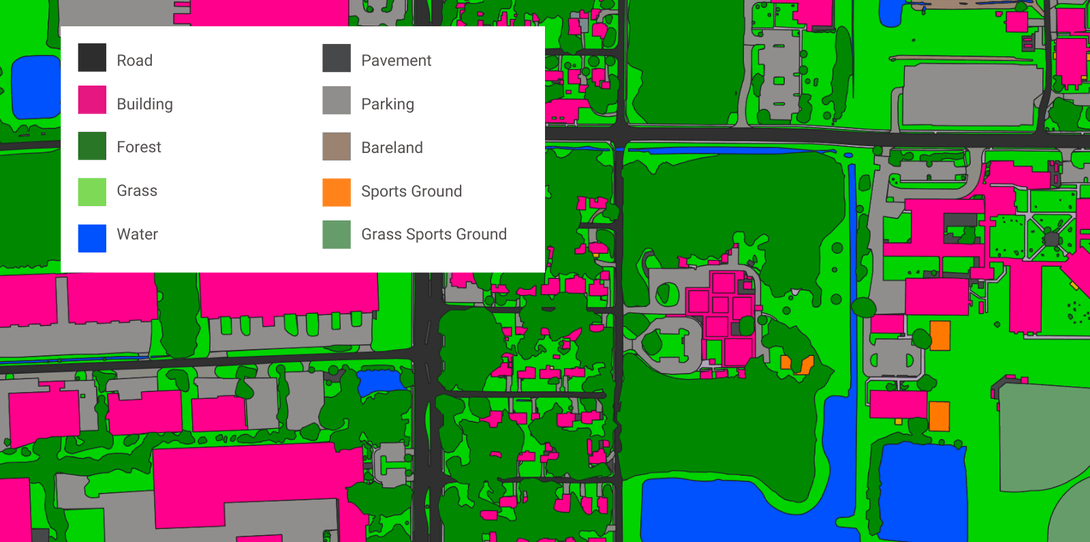 Road
Building
Forest
Grass
Water
Pavement
Parking
Bareland
Sports Ground
Grass Sports Ground